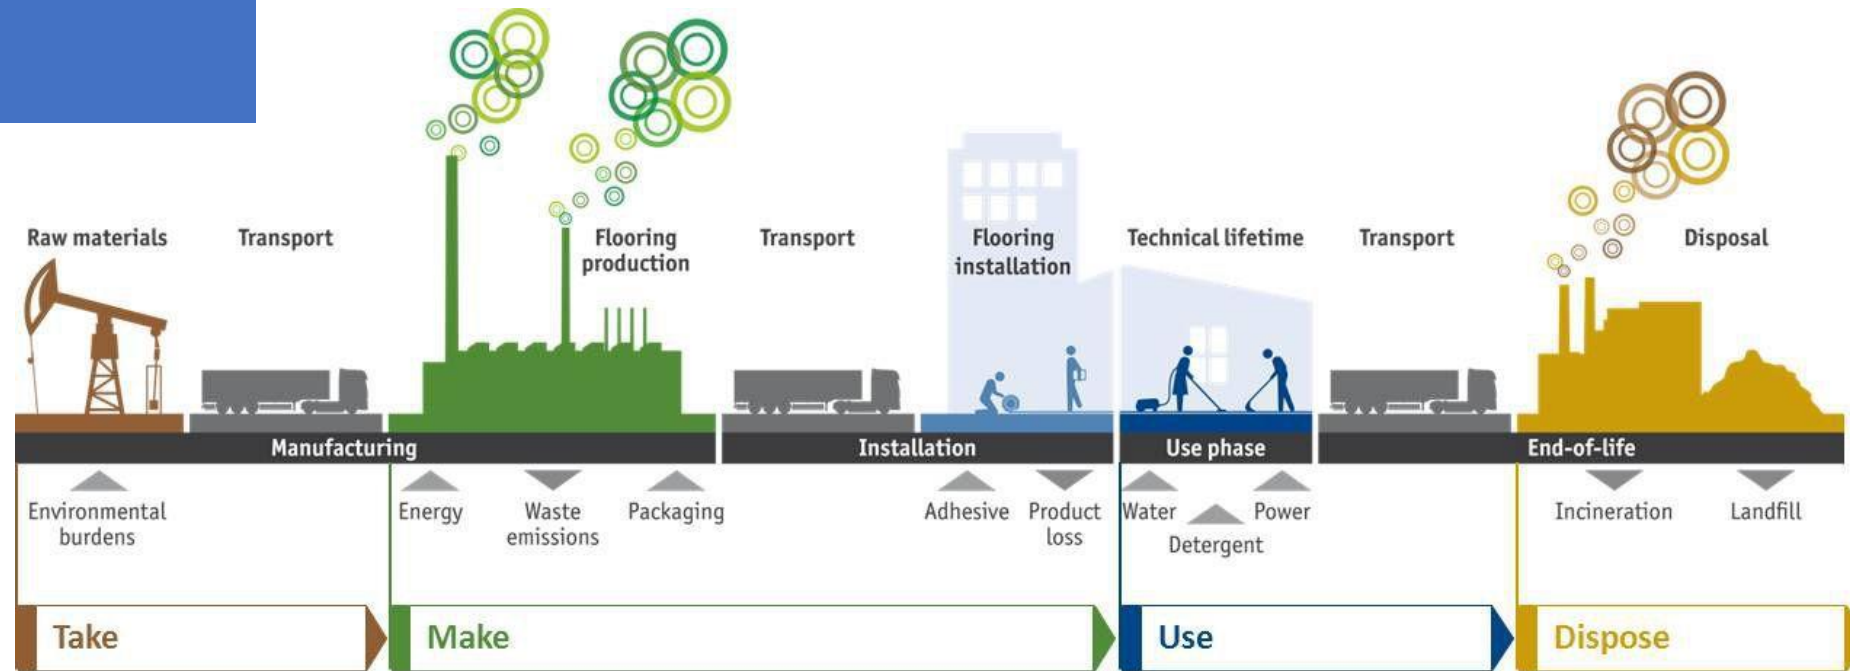 Raw materials
Transport
Flooring
production
Transport
Flooring
installation
Technical lifetime
Transport
Disposal
Manufacturing
Installation
Use phase
End-of-life
Environmental
burdens
Energy
Waste
emissions
Packaging
Adhesive
Product
loss
Water
Detergent
Power
Incineration
Landfill
Take
Make
Use
Dispose